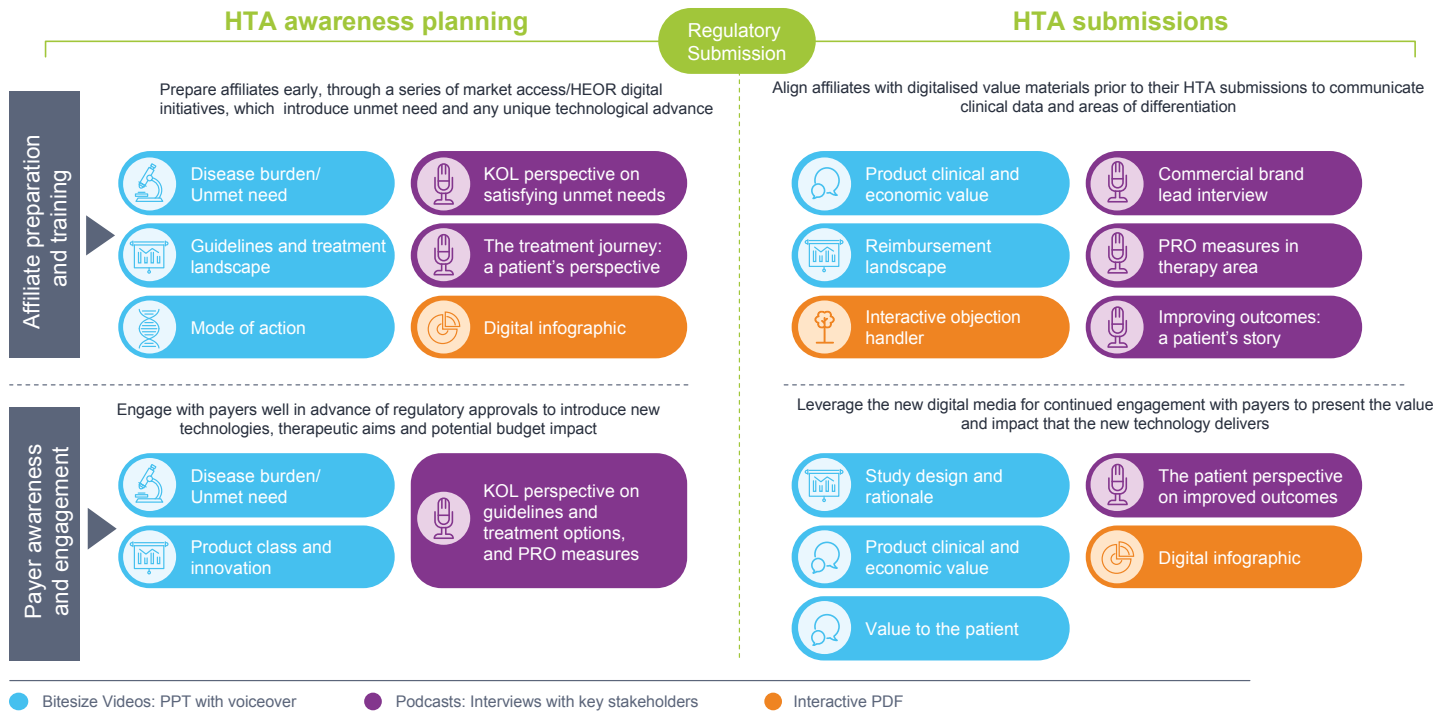 HTA awareness planning
Regulatory
Submission
HTA submissions
Affiliate preparation
and training
Prepare affiliates early, through a series of market access/HEOR digital
initiatives, which introduce unmet need and any unique technological advance
Disease burden/
Unmet need
KOL perspective on
satisfying unmet needs
Guidelines and treatment
landscape
The treatment journey:
a patient's perspective
Mode of action
Digital infographic
Align affiliates with digitalised value materials prior to their HTA submissions to communicate
clinical data and areas of differentiation
Product clinical and
economic value
Commercial brand
lead interview
Reimbursement
landscape
PRO measures in
therapy area
Interactive objection
handler
Improving outcomes:
a patient's story
Payer awareness
and engagement
Engage with payers well in advance of regulatory approvals to introduce new
technologies, therapeutic aims and potential budget impact
Disease burden/
Unmet need
Product class and
innovation
KOL perspective on
guidelines and
treatment options,
and PRO measures
Leverage the new digital media for continued engagement with payers to present the value
and impact that the new technology delivers
Study design and
rationale
The patient perspective
on improved outcomes
Product clinical and
economic value
Digital infographic
Value to the patient
Bitesize Videos: PPT with voiceover
Podcasts: Interviews with key stakeholders
Interactive PDF